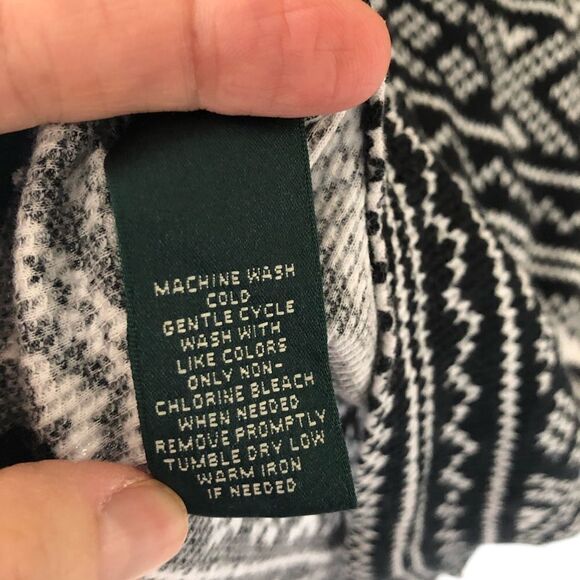 MACHINE WASH
COLD
GENTLE CYCLE
WASH WITH
LIKE COLORS
ONLY NON-
CHLORINE BLEACH
WHEN NEEDED
REMOVE PROMPTLY
TUMBLE DRY LOW
WARM IRON
IF NEEDED